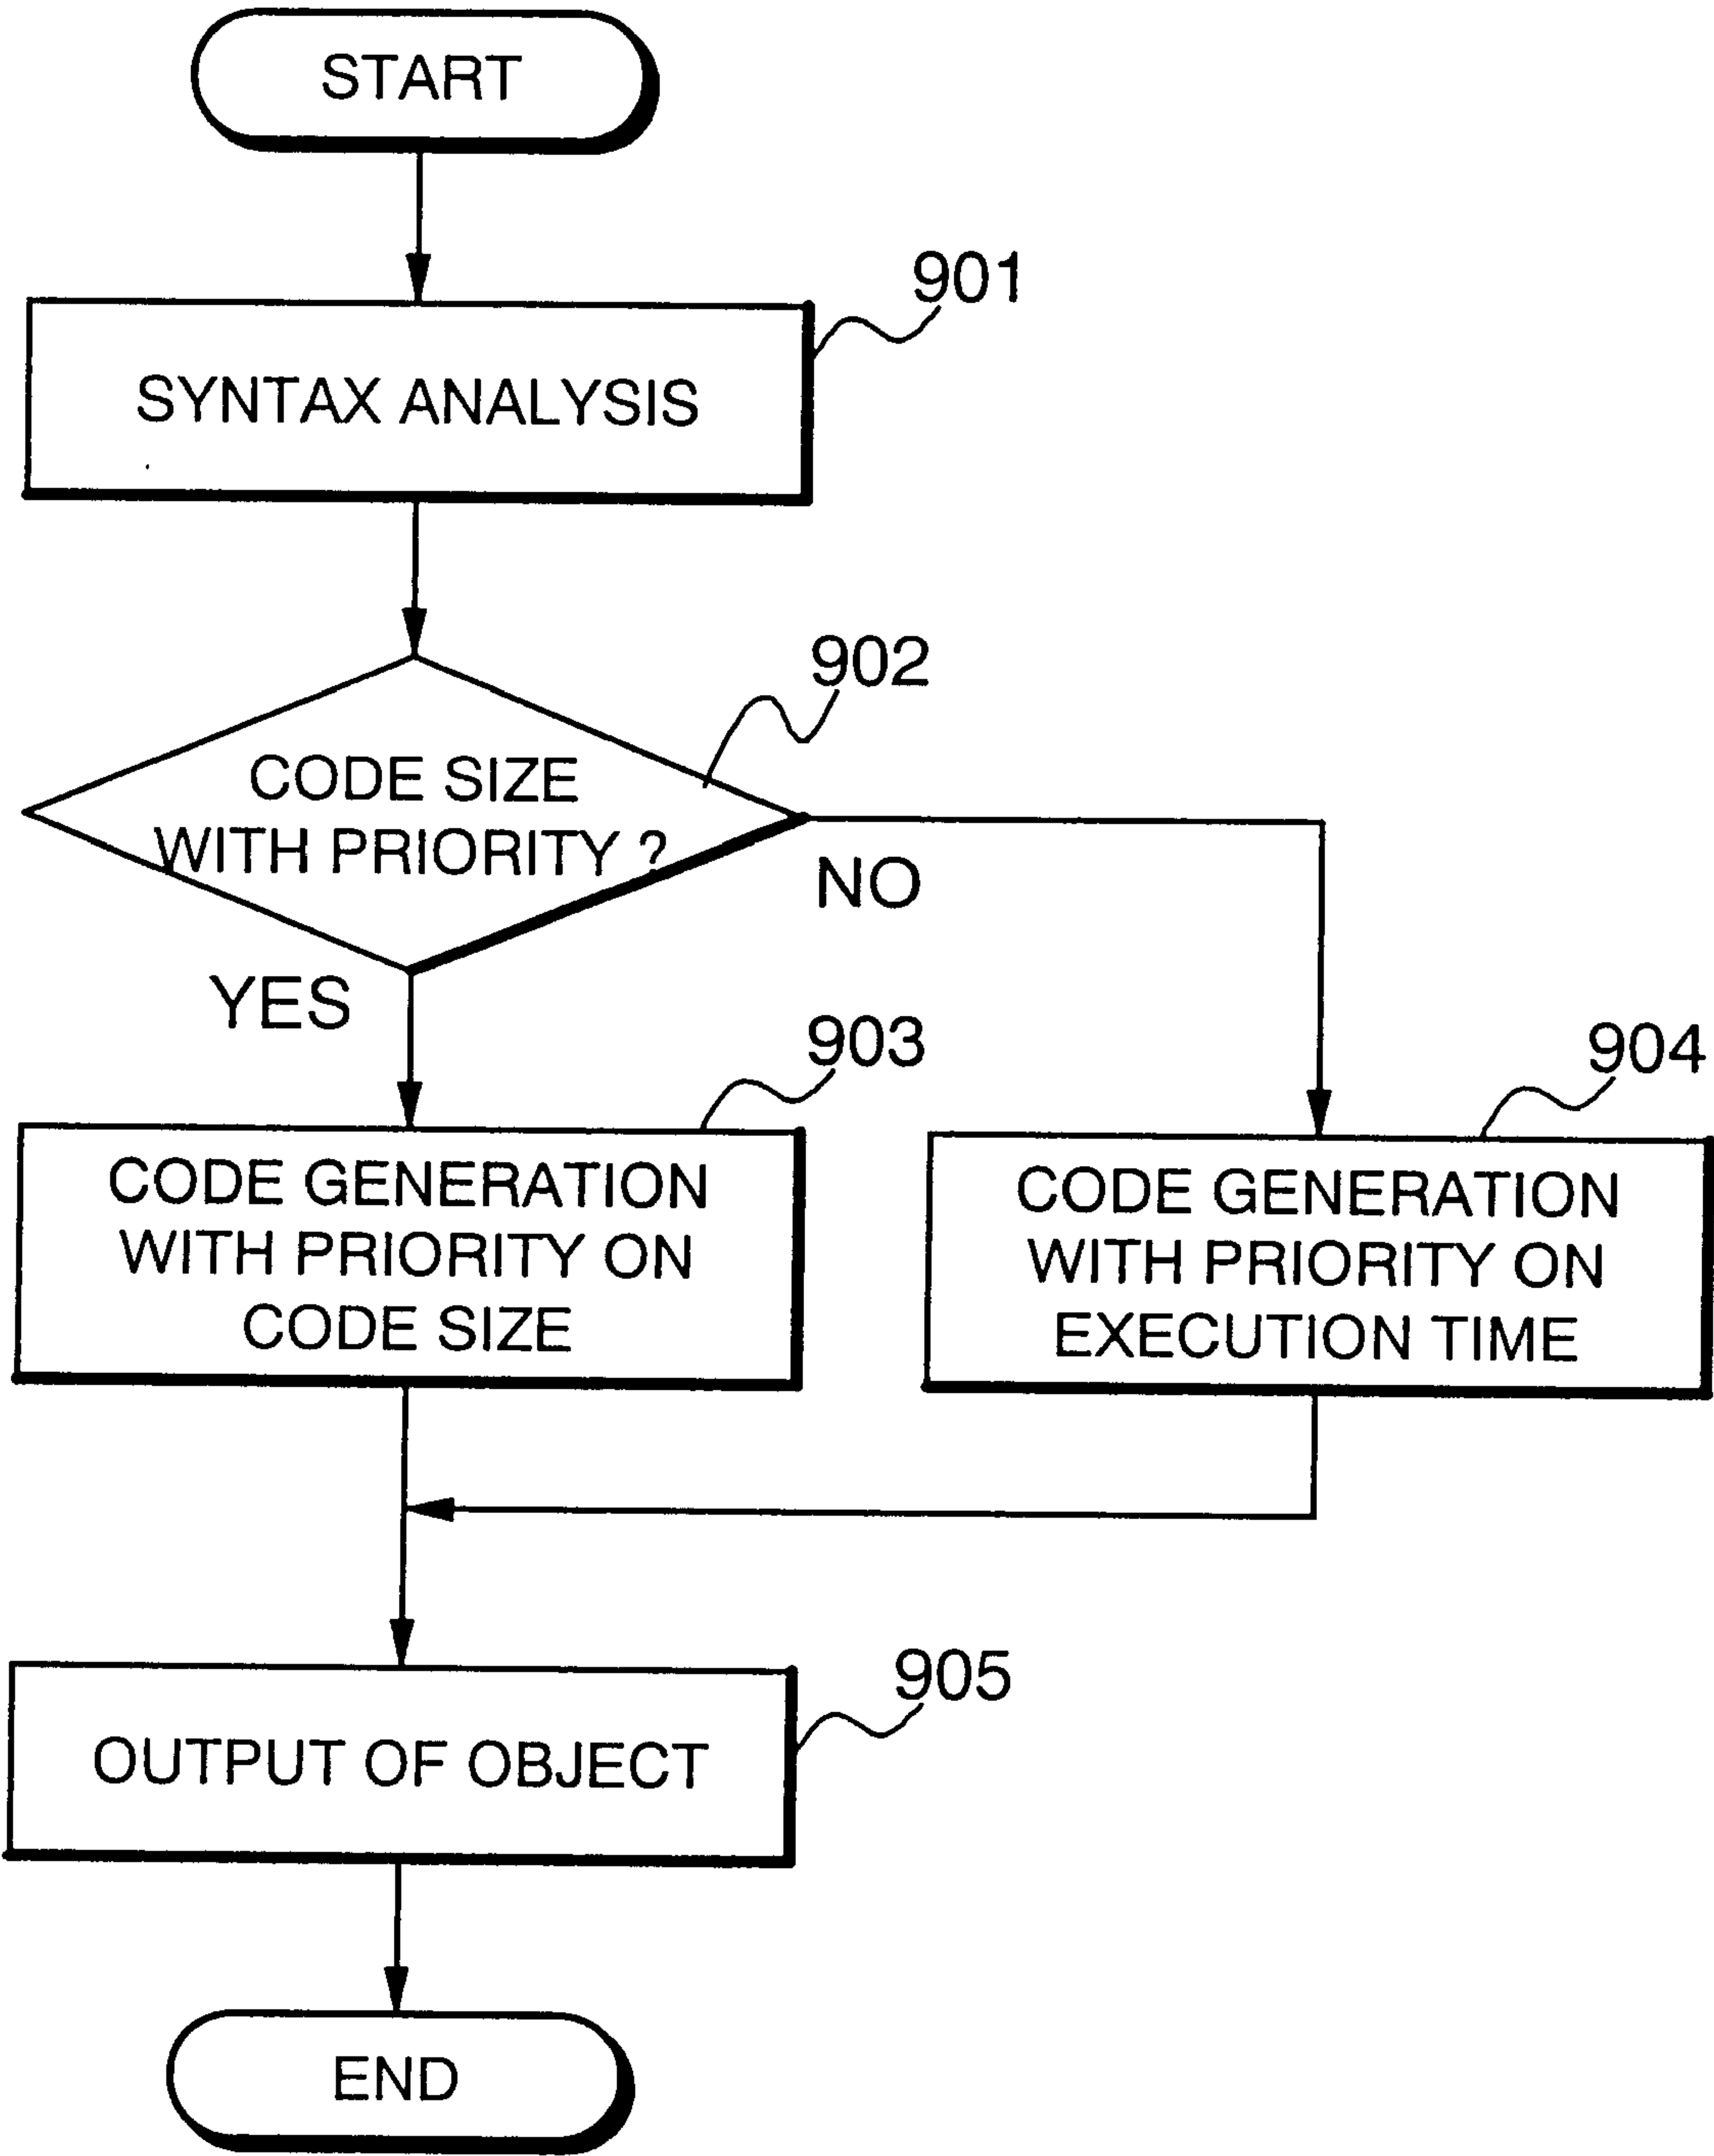 START
901
SYNTAX ANALYSIS
902
CODE SIZE
WITH PRIORITY ?
NO
YES
903
904
CODE GENERATION
WITH PRIORITY ON
CODE SIZE
CODE GENERATION
WITH PRIORITY ON
EXECUTION TIME
905
OUTPUT OF OBJECT
END